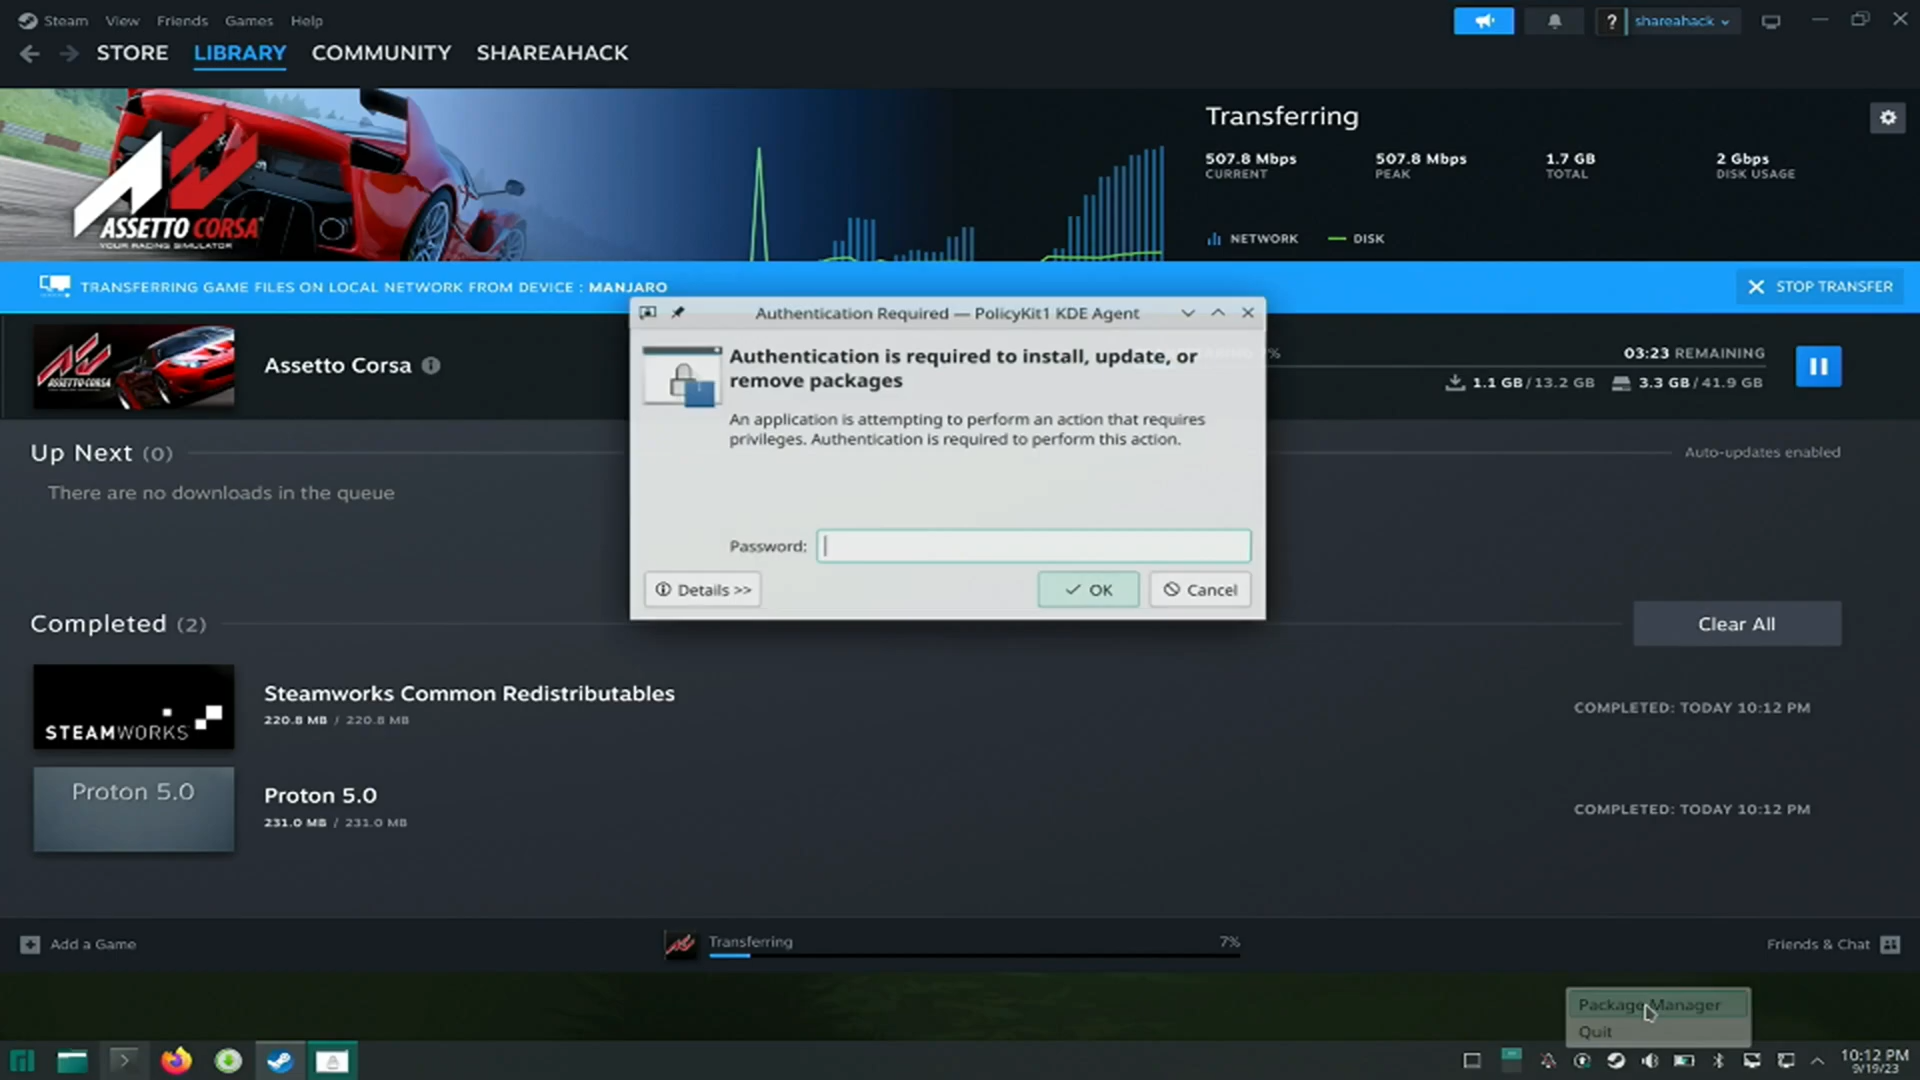 Steam View Friends Games Help
? shareahack
STORE LIBRARY COMMUNITY SHAREAHACK
Transferring
507.8 Mbps 507.8 Mbps 1.7 GB 2 Gbps
CURRENT PEAK TOTAL DISK USAGE
NETWORK DISK
ASSETTO CORSA
YOUR RACING SIMULATOR
TRANSFERRING GAME FILES ON LOCAL NETWORK FROM DEVICE : MANJARO
STOP TRANSFER
Authentication Required — PolicyKit1 KDE Agent
Authentication is required to install, update, or
remove packages
An application is attempting to perform an action that requires
privileges. Authentication is required to perform this action.
Password:
Details >>
OK
Cancel
ASSETTO CORSA
Assetto Corsa
03:23 REMAINING
1.1 GB / 13.2 GB 3.3 GB / 41.9 GB
Up Next (0)
Auto-updates enabled
There are no downloads in the queue
Completed (2)
Clear All
STEAMWORKS
Steamworks Common Redistributables
220.8 MB / 220.8 MB
COMPLETED: TODAY 10:12 PM
Proton 5.0
Proton 5.0
231.0 MB / 231.0 MB
COMPLETED: TODAY 10:12 PM
Add a Game
Transferring 7%
Friends & Chat
Package Manager
Quit
10:12 PM
9/19/23